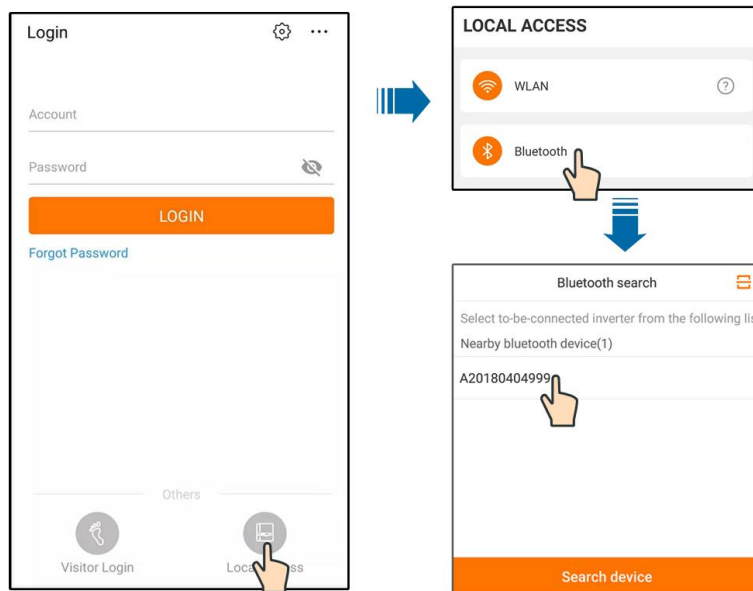 Login
Account
Password
LOGIN
Forgot Password
Others
Visitor Login
LOCAL ACCESS
WLAN
?
Bluetooth
Bluetooth search
Select to-be-connected inverter from the following
Nearby bluetooth device(1)
A20180404999
Search device